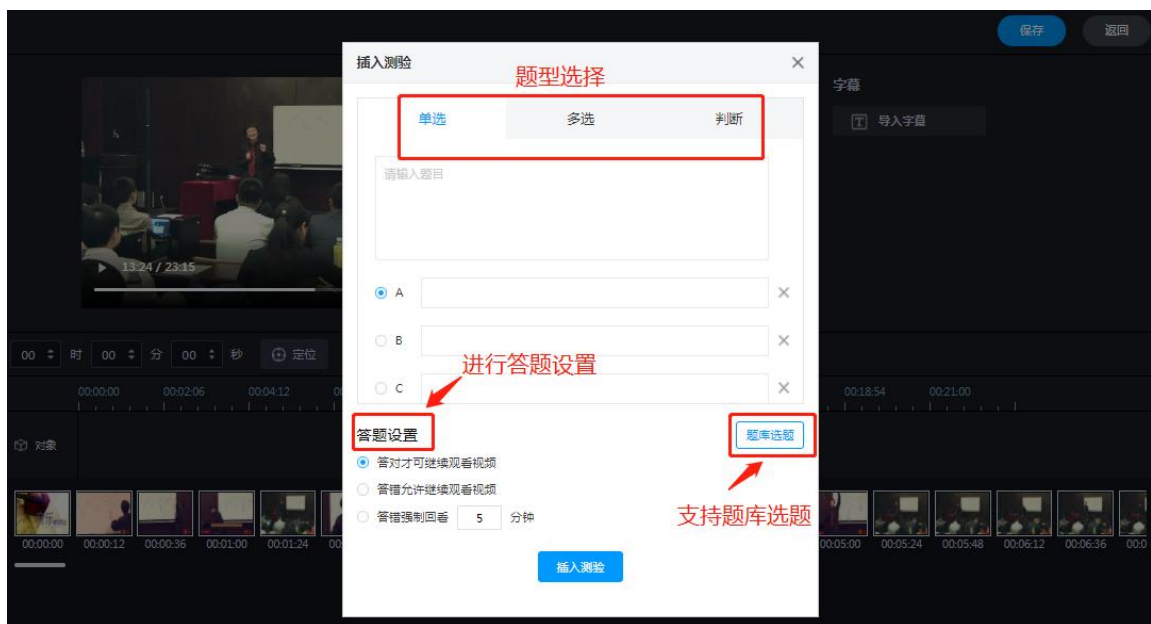 保存 返回
插入测验
题型选择
字幕
单选 多选 判断
T 导入字幕
请输入题目
13:24 / 23:15
A
B
00 时 00 分 00 秒 定位
进行答题设置
C
00:00:00 00:02:06 00:04:12 00:18:54 00:21:00
答题设置 题库选题
对象
答对才可继续观看视频
答错允许继续观看视频
答错强制回看 5 分钟
支持题库选题
00:00:00 00:00:12 00:00:36 00:01:00 00:01:24 00:05:00 00:05:24 00:05:48 00:06:12 00:06:36
插入测验